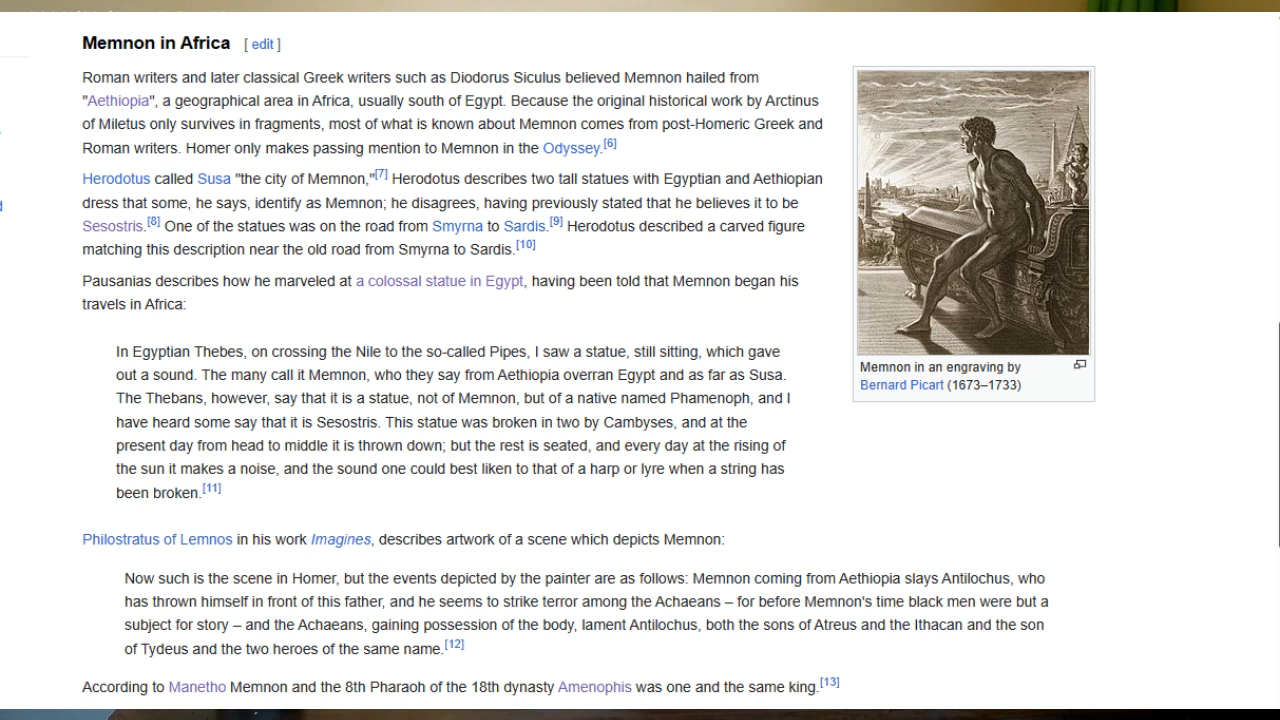 Memnon in Africa [ edit ]
Roman writers and later classical Greek writers such as Diodorus Siculus believed Memnon hailed from
"Aethiopia", a geographical area in Africa, usually south of Egypt. Because the original historical work by Arctinus
of Miletus only survives in fragments, most of what is known about Memnon comes from post-Homeric Greek and
Roman writers. Homer only makes passing mention to Memnon in the Odyssey.[6]
Herodotus called Susa "the city of Memnon,"[7] Herodotus describes two tall statues with Egyptian and Aethiopian
dress that some, he says, identify as Memnon; he disagrees, having previously stated that he believes it to be
Sesostris.[8] One of the statues was on the road from Smyrna to Sardis.[9] Herodotus described a carved figure
matching this description near the old road from Smyrna to Sardis.[10]
Pausanias describes how he marveled at a colossal statue in Egypt, having been told that Memnon began his
travels in Africa:
In Egyptian Thebes, on crossing the Nile to the so-called Pipes, I saw a statue, still sitting, which gave
out a sound. The many call it Memnon, who they say from Aethiopia overran Egypt and as far as Susa.
The Thebans, however, say that it is a statue, not of Memnon, but of a native named Phamenoph, and I
have heard some say that it is Sesostris. This statue was broken in two by Cambyses, and at the
present day from head to middle it is thrown down; but the rest is seated, and every day at the rising of
the sun it makes a noise, and the sound one could best liken to that of a harp or lyre when a string has
been broken.[11]
Memnon in an engraving by
Bernard Picart (1673–1733)
Philostratus of Lemnos in his work Imagines, describes artwork of a scene which depicts Memnon:
Now such is the scene in Homer, but the events depicted by the painter are as follows: Memnon coming from Aethiopia slays Antilochus, who
has thrown himself in front of this father, and he seems to strike terror among the Achaeans – for before Memnon's time black men were but a
subject for story – and the Achaeans, gaining possession of the body, lament Antilochus, both the sons of Atreus and the Ithacan and the son
of Tydeus and the two heroes of the same name.[12]
According to Manetho Memnon and the 8th Pharaoh of the 18th dynasty Amenophis was one and the same king.[13]